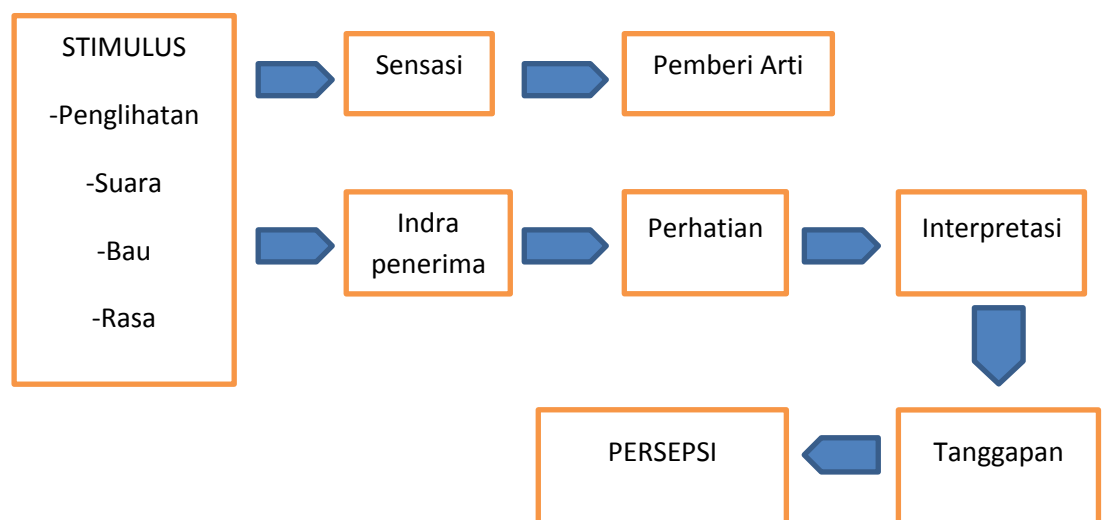 STIMULUS
-Penglihatan
-Suara
-Bau
-Rasa
Sensasi
Pemberi Arti
Indra
penerima
Perhatian
Interpretasi
Tanggapan
PERSEPSI